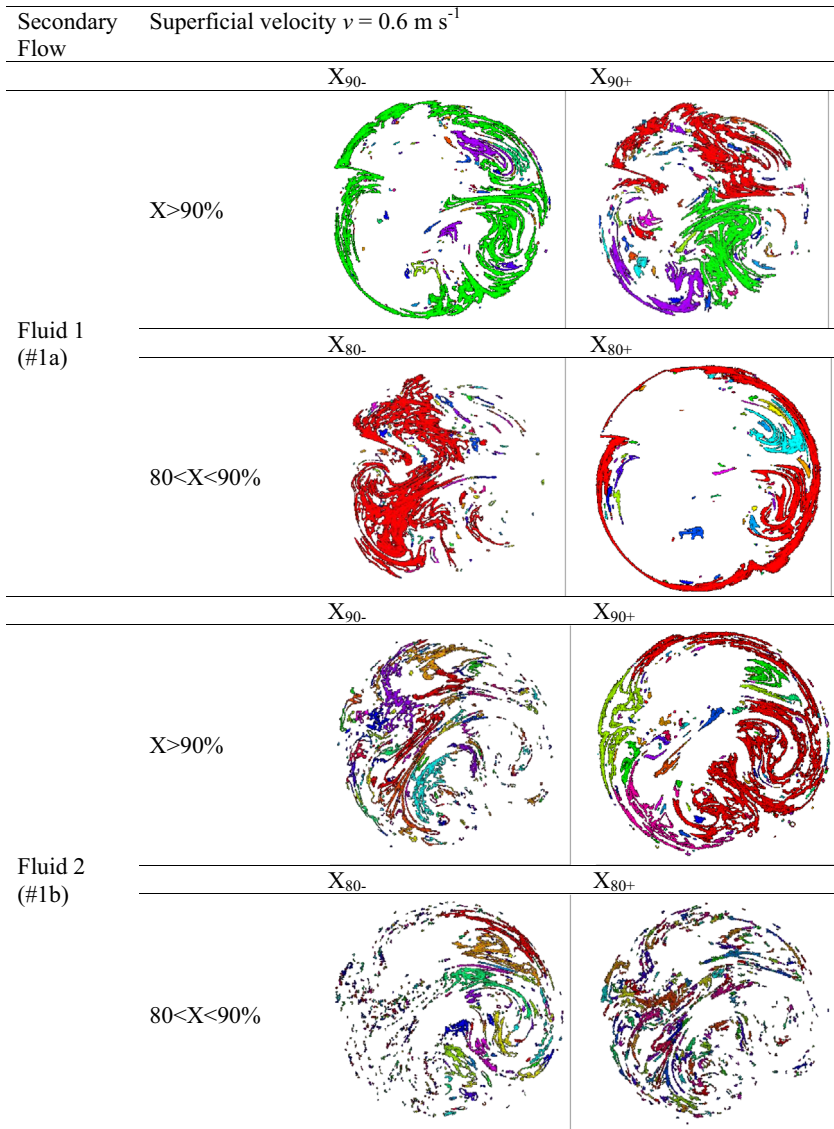 Secondary Flow
Superficial velocity v = 0.6 m s⁻¹
X₉₀₋ X₉₀₊
X>90%
Fluid 1
(#1a)
X₈₀₋ X₈₀₊
80<X<90%
X₉₀₋ X₉₀₊
X>90%
Fluid 2
(#1b)
X₈₀₋ X₈₀₊
80<X<90%